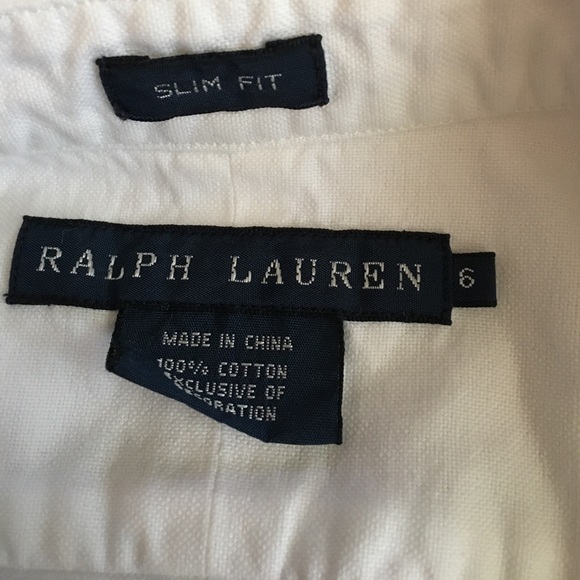 SLIM FIT
RALPH LAUREN 6
MADE IN CHINA
100% COTTON
EXCLUSIVE OF